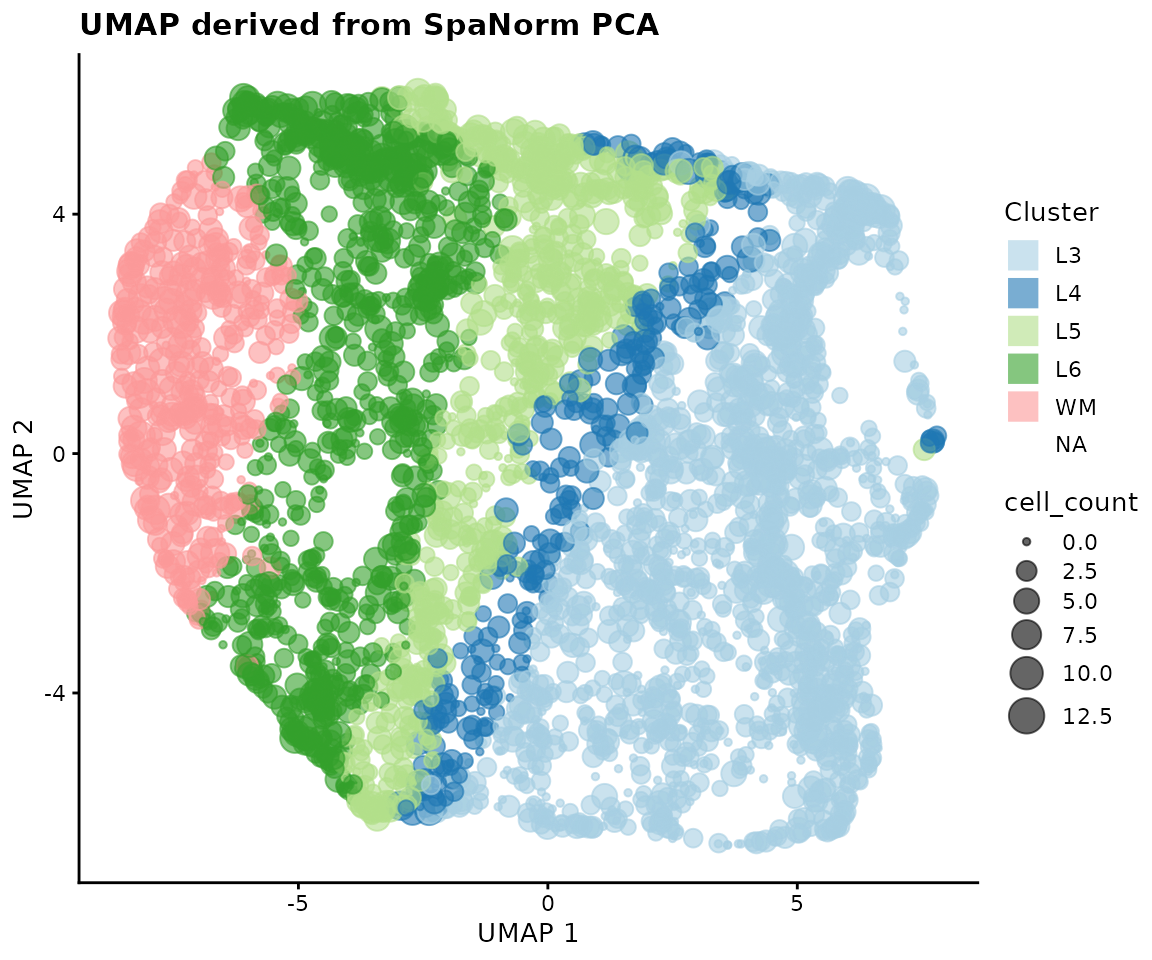 UMAP derived from SpaNorm PCA
4
0
-4
UMAP 2
-5
0
5
UMAP 1
Cluster
L3
L4
L5
L6
WM
NA
cell_count
0.0
2.5
5.0
7.5
10.0
12.5